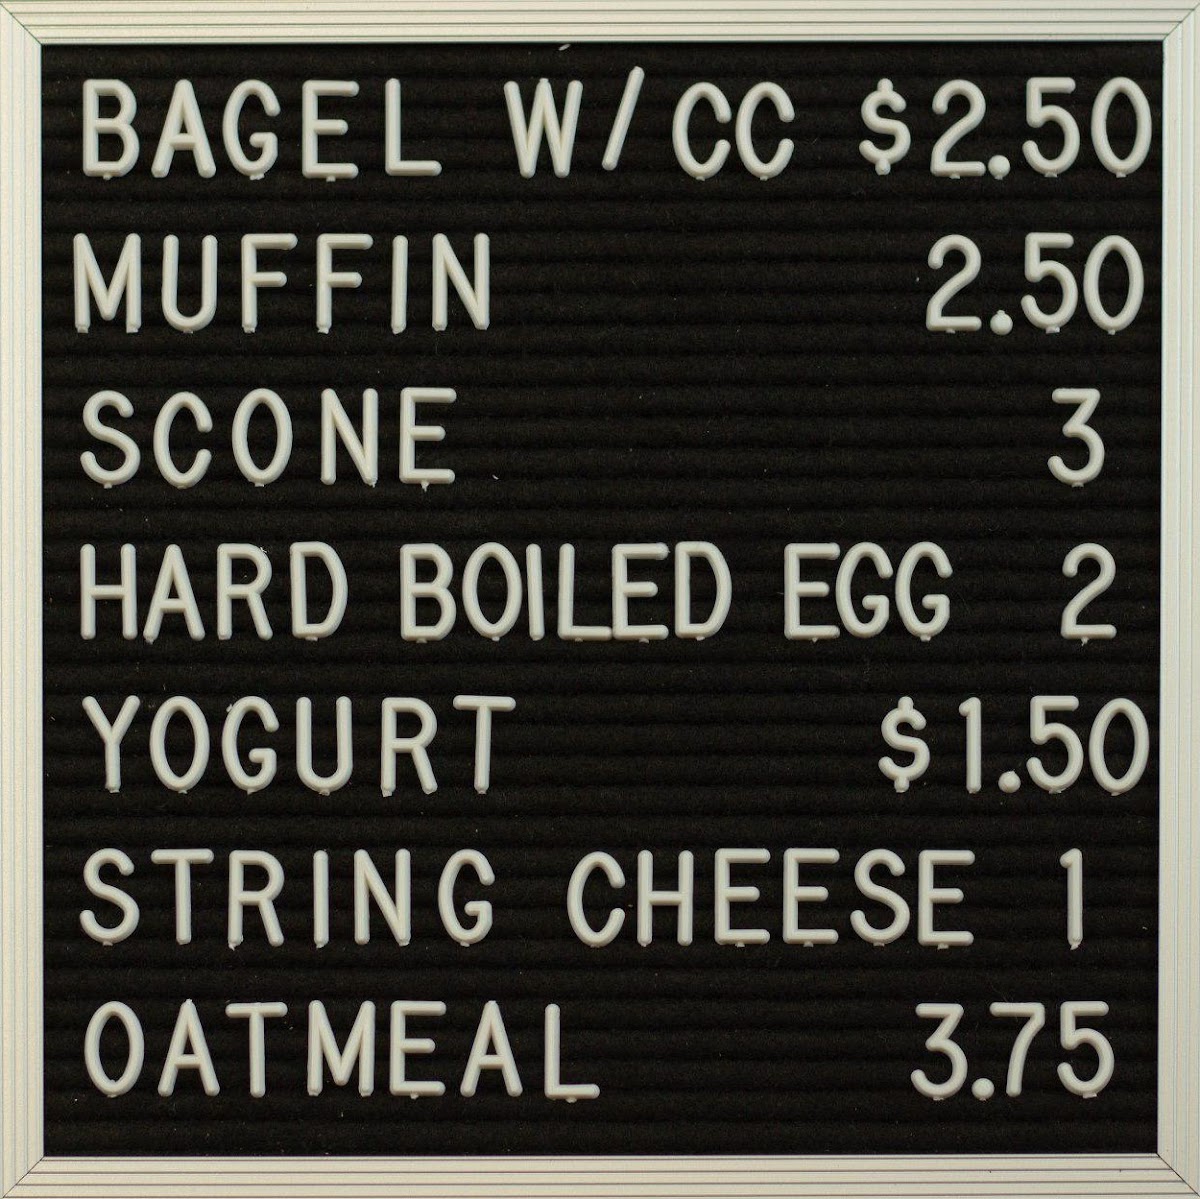 BAGEL W/CC $2.50
MUFFIN 2.50
SCONE 3
HARD BOILED EGG 2
YOGURT $1.50
STRING CHEESE 1
OATMEAL 3.75